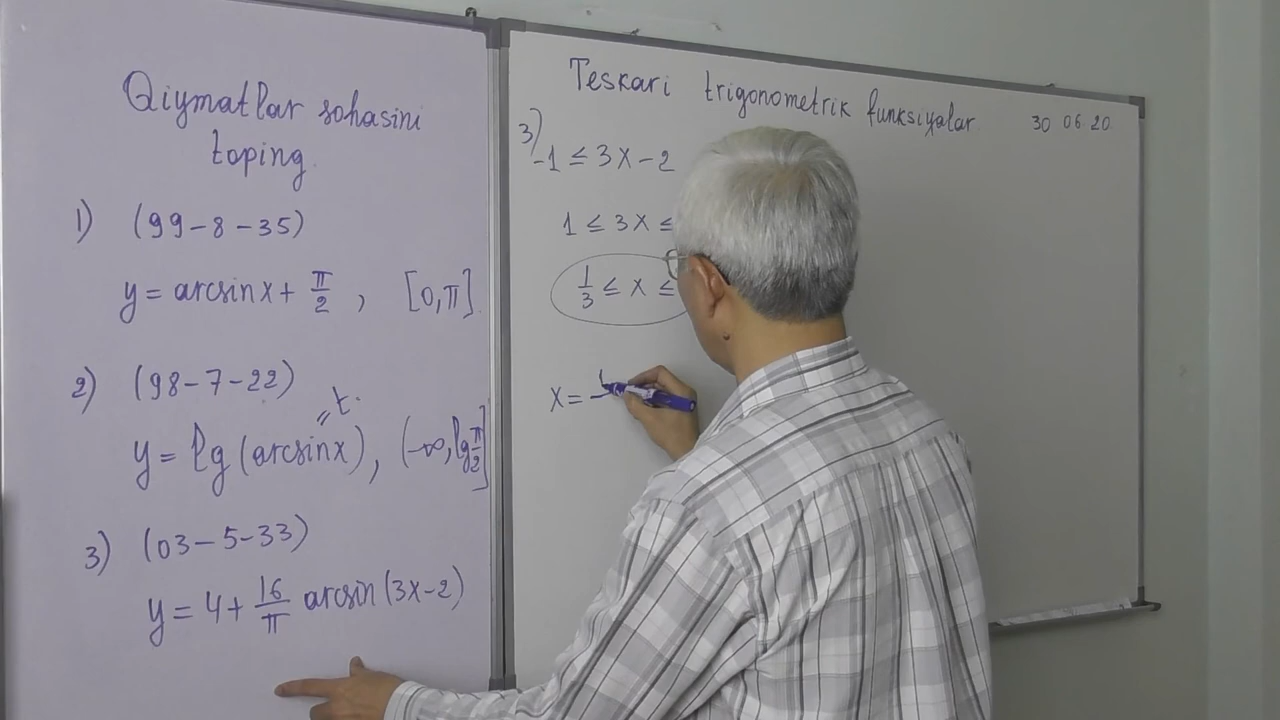 Qiymatlar sohasini
toping.
1) (99-8-35)
y = arcsin x + π/2 , [0, π].
2) (98-7-22)
= t.
y = lg (arcsin x), (-∞, lg π/2]
3) (03-5-33)
y = 4 + 16/π arcsin (3x-2)
Teskari trigonometrik funksiyalar 30 06 20.
3) -1 ≤ 3x - 2
1 ≤ 3x ≤
1/3 ≤ x ≤
x =